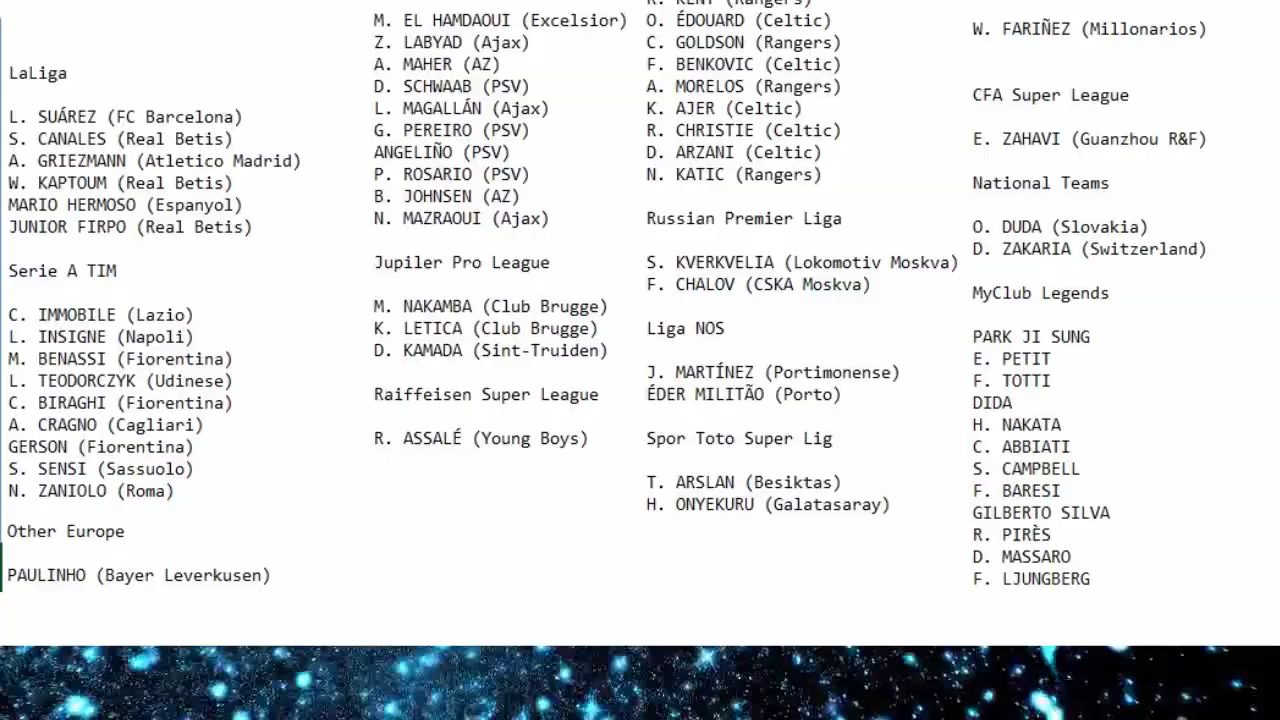 LaLiga
L. SUÁREZ (FC Barcelona)
S. CANALES (Real Betis)
A. GRIEZMANN (Atletico Madrid)
W. KAPTOUM (Real Betis)
MARIO HERMOSO (Espanyol)
JUNIOR FIRPO (Real Betis)
Serie A TIM
C. IMMOBILE (Lazio)
L. INSIGNE (Napoli)
M. BENASSI (Fiorentina)
L. TEODORCZYK (Udinese)
C. BIRAGHI (Fiorentina)
A. CRAGNO (Cagliari)
GERSON (Fiorentina)
S. SENSI (Sassuolo)
N. ZANIOLO (Roma)
Other Europe
PAULINHO (Bayer Leverkusen)
M. EL HAMDAOUI (Excelsior)
Z. LABYAD (Ajax)
A. MAHER (AZ)
D. SCHWAAB (PSV)
L. MAGALLÁN (Ajax)
G. PEREIRO (PSV)
ANGELIÑO (PSV)
P. ROSARIO (PSV)
B. JOHNSEN (AZ)
N. MAZRAOUI (Ajax)
Jupiler Pro League
M. NAKAMBA (Club Brugge)
K. LETICA (Club Brugge)
D. KAMADA (Sint-Truiden)
Raiffeisen Super League
R. ASSALÉ (Young Boys)
R. KENT (Rangers)
O. ÉDOUARD (Celtic)
C. GOLDSON (Rangers)
F. BENKOVIC (Celtic)
A. MORELOS (Rangers)
K. AJER (Celtic)
R. CHRISTIE (Celtic)
D. ARZANI (Celtic)
N. KATIC (Rangers)
Russian Premier Liga
S. KVERKVELIA (Lokomotiv Moskva)
F. CHALOV (CSKA Moskva)
Liga NOS
J. MARTÍNEZ (Portimonense)
ÉDER MILITÃO (Porto)
Spor Toto Super Lig
T. ARSLAN (Besiktas)
H. ONYEKURU (Galatasaray)
W. FARIÑEZ (Millonarios)
CFA Super League
E. ZAHAVI (Guanzhou R&F)
National Teams
O. DUDA (Slovakia)
D. ZAKARIA (Switzerland)
MyClub Legends
PARK JI SUNG
E. PETIT
F. TOTTI
DIDA
H. NAKATA
C. ABBIATI
S. CAMPBELL
F. BARESI
GILBERTO SILVA
R. PIRÈS
D. MASSARO
F. LJUNGBERG